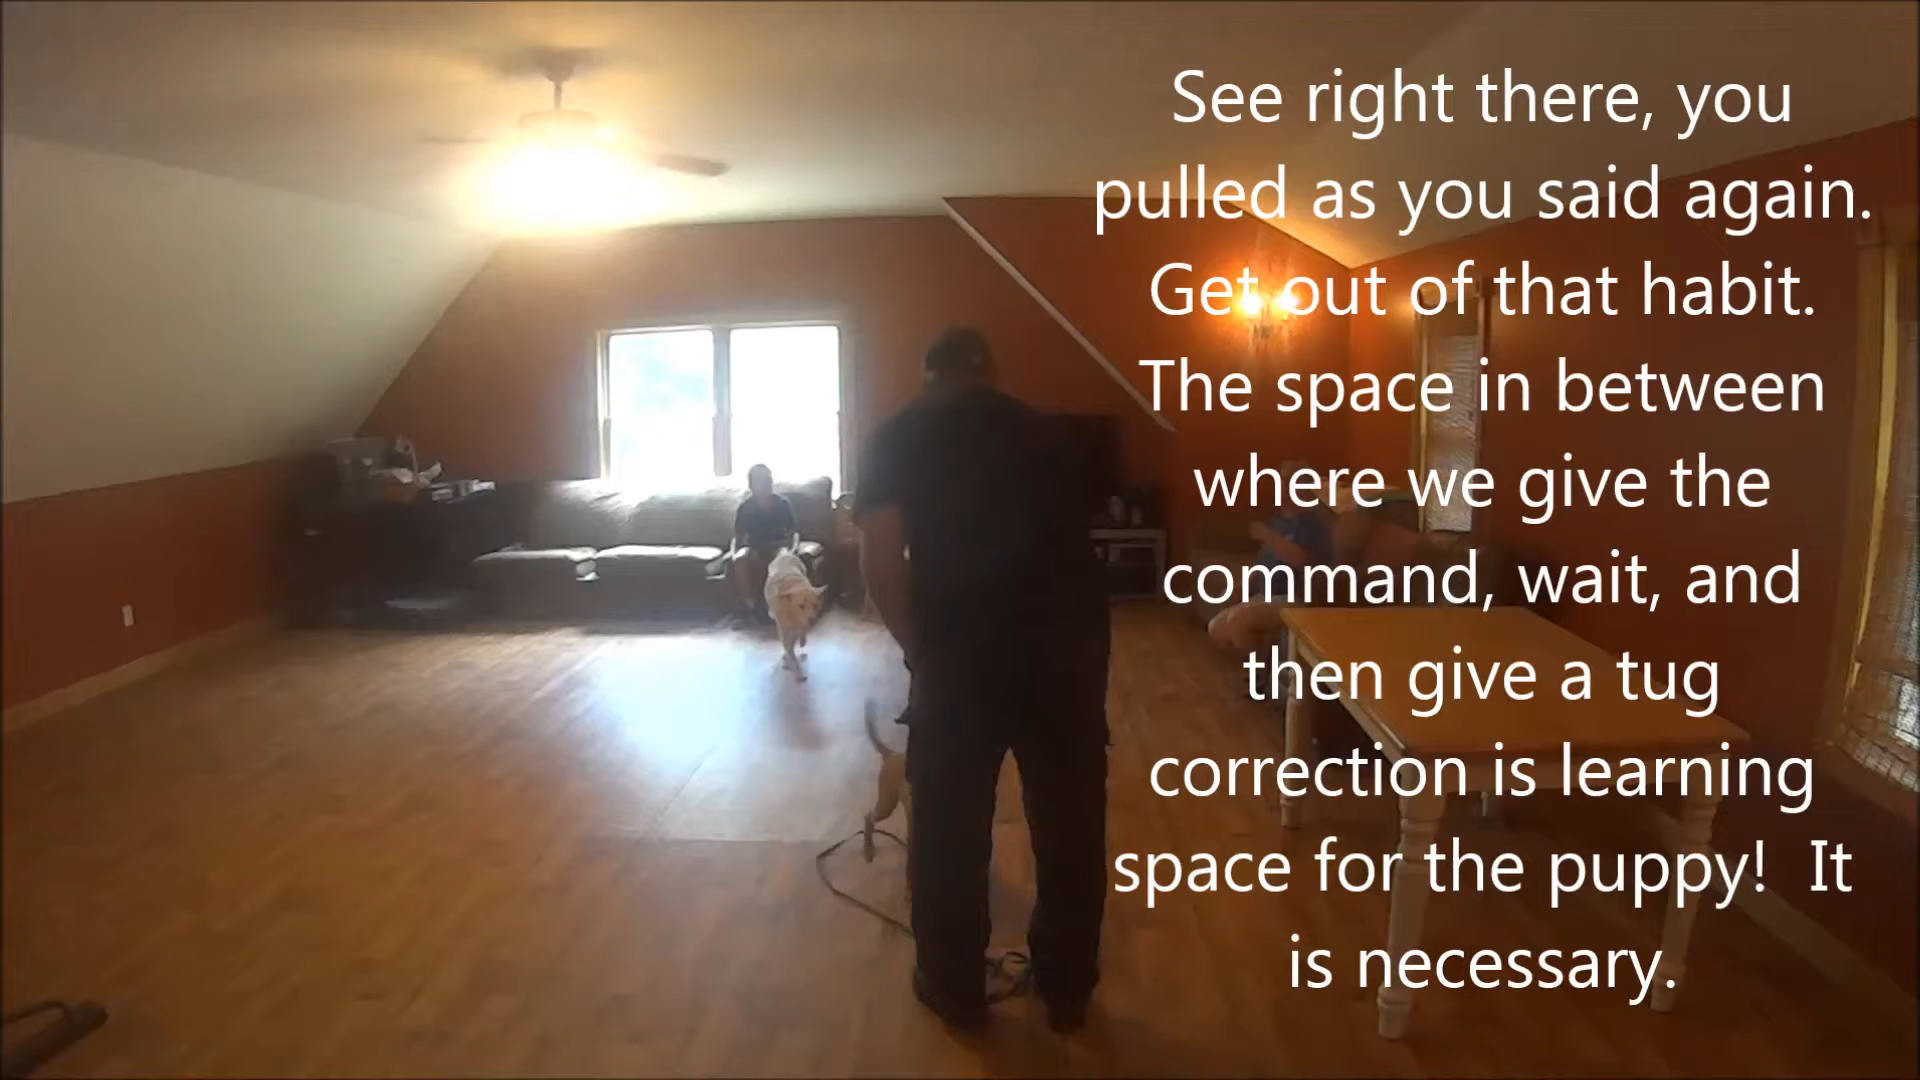 See right there, you
pulled as you said again.
Get out of that habit.
The space in between
where we give the
command, wait, and
then give a tug
correction is learning
space for the puppy!  It
is necessary.